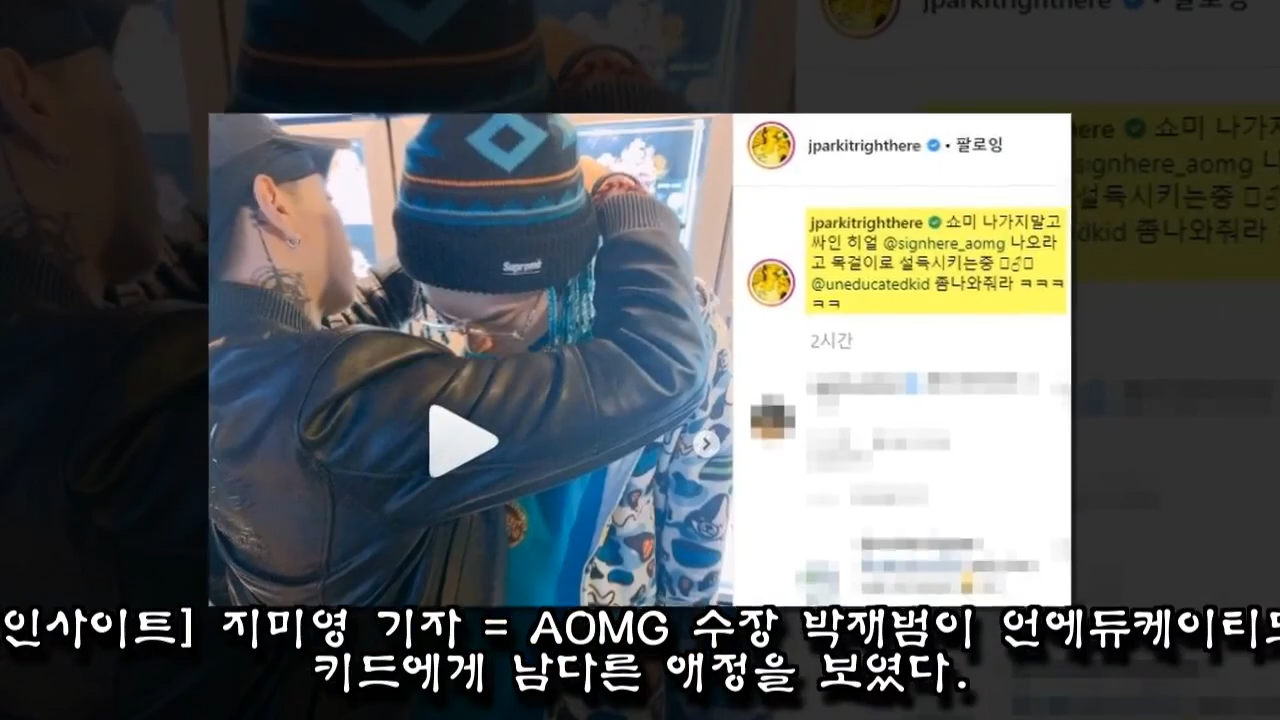 jparkitrighthere • 팔로잉
jparkitrighthere 쇼미 나가지말고
싸인 히얼 @signhere_aomg 나오라
고 목걸이로 설득시키는중
@uneducatedkid 좀나와줘라 ㅋㅋㅋ
ㅋㅋ
2시간
Supreme
인사이트] 지미영 기자 = AOMG 수장 박재범이 언에듀케이티드
키드에게 남다른 애정을 보였다.